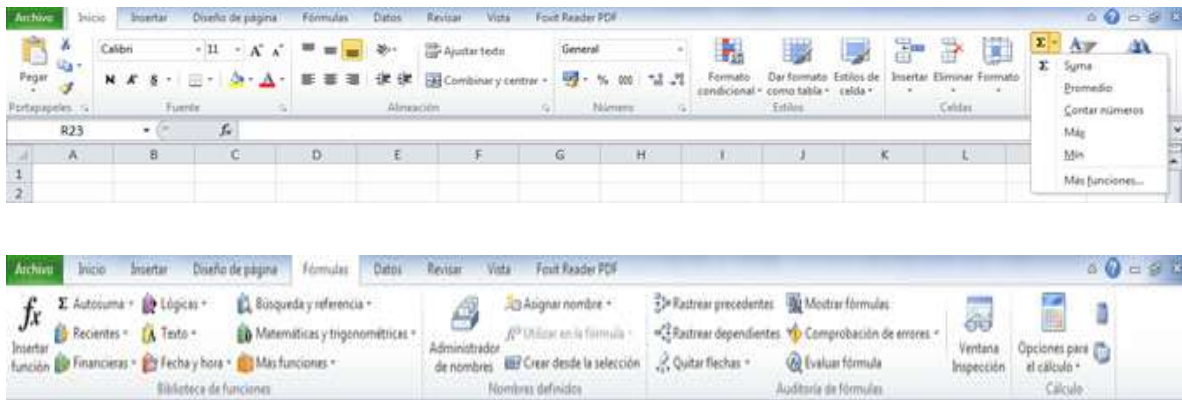 Archivo Inicio Insertar Diseño de página Fórmulas Datos Revisar Vista Foxit Reader PDF
Calibri 11 A A Ajustar texto General Σ
Pegar N K S Combinar y centrar % 000 Formato condicional Dar formato como tabla Estilos de celda Insertar Eliminar Formato
Portapapeles Fuente Alineación Número Estilos Celdas
Σ Suma
Promedio
Contar números
Máx
Mín
Más funciones...
R23 fx
A B C D E F G H I J K L
1
2
Archivo Inicio Insertar Diseño de página Fórmulas Datos Revisar Vista Foxit Reader PDF
fx Insertar función
Σ Autosuma Lógicas Búsqueda y referencia
Recientes Texto Matemáticas y trigonométricas
Financieras Fecha y hora Más funciones
Biblioteca de funciones
Administrador de nombres
Asignar nombre
Utilizar en la fórmula
Crear desde la selección
Nombres definidos
Rastrear precedentes Mostrar fórmulas
Rastrear dependientes Comprobación de errores
Quitar flechas Evaluar fórmula
Auditoría de fórmulas
Ventana Inspección
Opciones para el cálculo
Cálculo